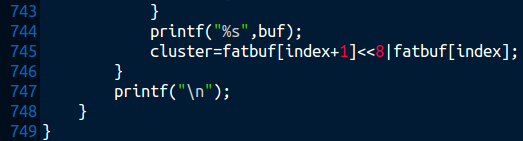 743             }
744             printf("%s",buf);
745             cluster=fatbuf[index+1]<<8|fatbuf[index];
746         }
747         printf("\n");
748     }
749 }